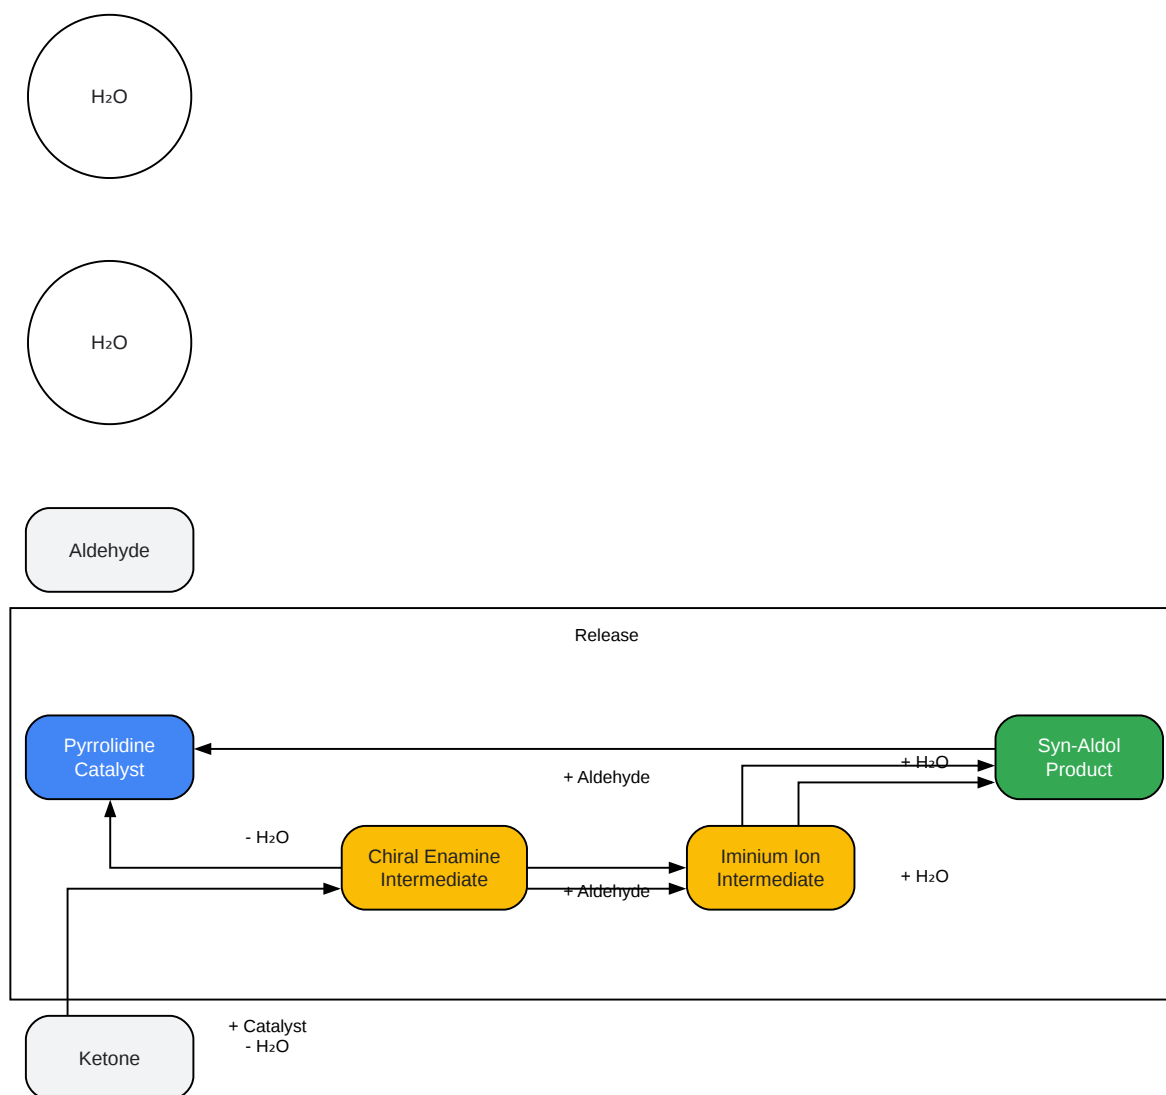 H₂O
H₂O
Aldehyde
Release
Pyrrolidine
Catalyst
Syn-Aldol
Product
+ H₂O
+ Aldehyde
- H₂O
Chiral Enamine
Intermediate
Iminium Ion
Intermediate
+ H₂O
+ Aldehyde
+ Catalyst
- H₂O
Ketone